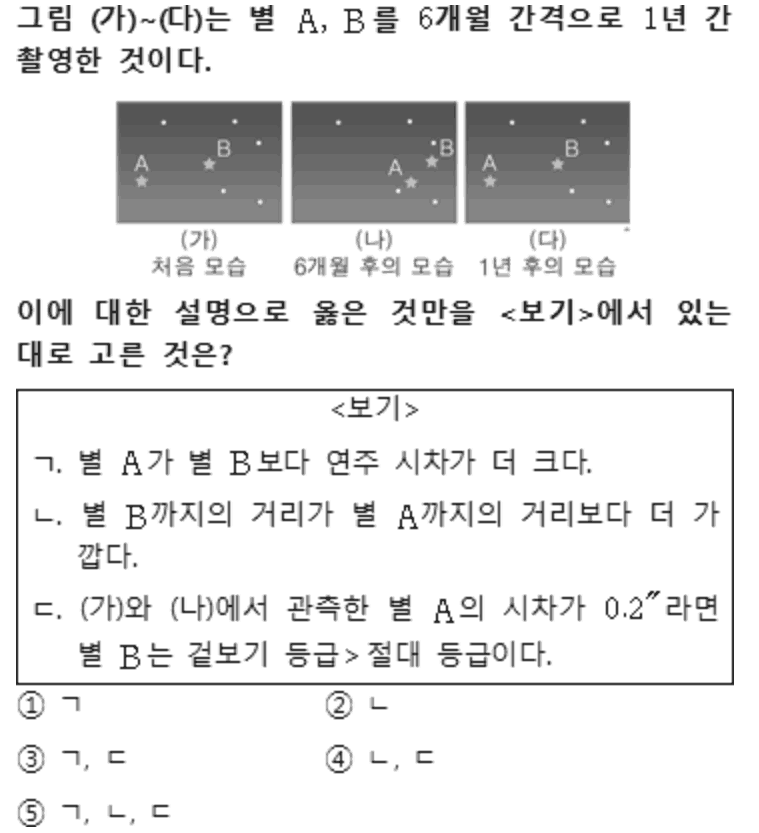 그림 (가)~(다)는 별 A, B를 6개월 간격으로 1년 간
촬영한 것이다.
A B
A B
A B
(가) (나) (다)
처음 모습 6개월 후의 모습 1년 후의 모습
이에 대한 설명으로 옳은 것만을 <보기>에서 있는
대로 고른 것은?
<보기>
ㄱ. 별 A가 별 B보다 연주 시차가 더 크다.
ㄴ. 별 B까지의 거리가 별 A까지의 거리보다 더 가
깝다.
ㄷ. (가)와 (나)에서 관측한 별 A의 시차가 0.2″라면
별 B는 겉보기 등급>절대 등급이다.
① ㄱ ② ㄴ
③ ㄱ, ㄷ ④ ㄴ, ㄷ
⑤ ㄱ, ㄴ, ㄷ